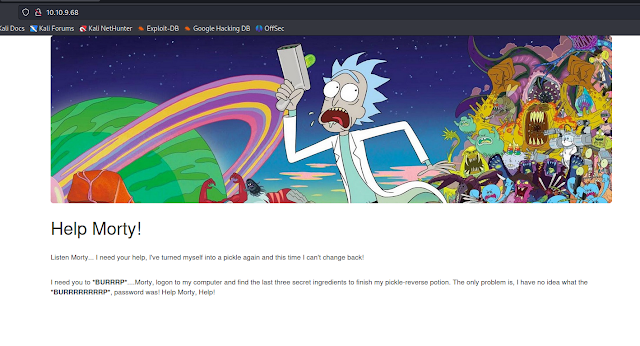 10.10.9.68
Kali Docs Kali Forums Kali NetHunter Exploit-DB Google Hacking DB OffSec
Help Morty!
Listen Morty... I need your help, I've turned myself into a pickle again and this time I can't change back!
I need you to *BURRRP*....Morty, logon to my computer and find the last three secret ingredients to finish my pickle-reverse potion. The only problem is, I have no idea what the
*BURRRRRRRRP*, password was! Help Morty, Help!